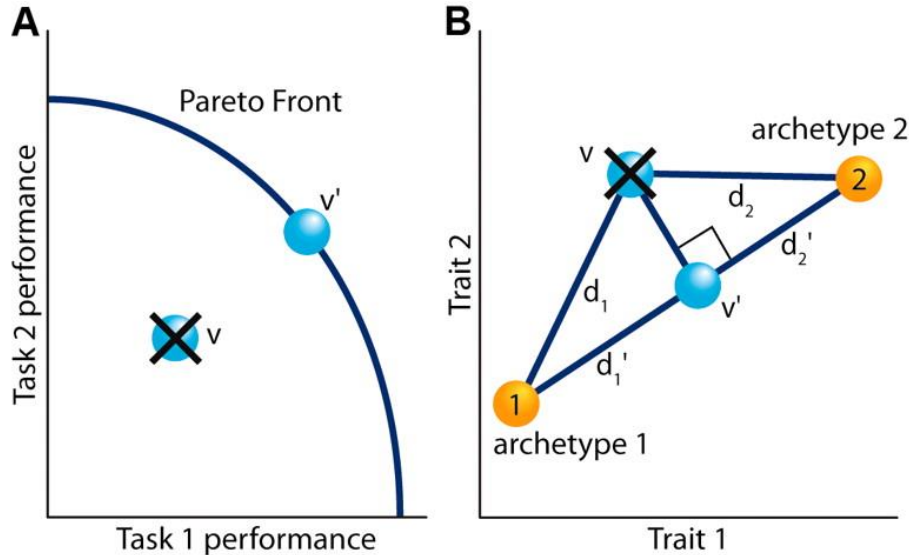 A
Task 2 performance
Pareto Front
v'
v
Task 1 performance
B
Trait 2
archetype 2
v
2
d₂
d₂'
d₁
v'
d₁'
1
archetype 1
Trait 1